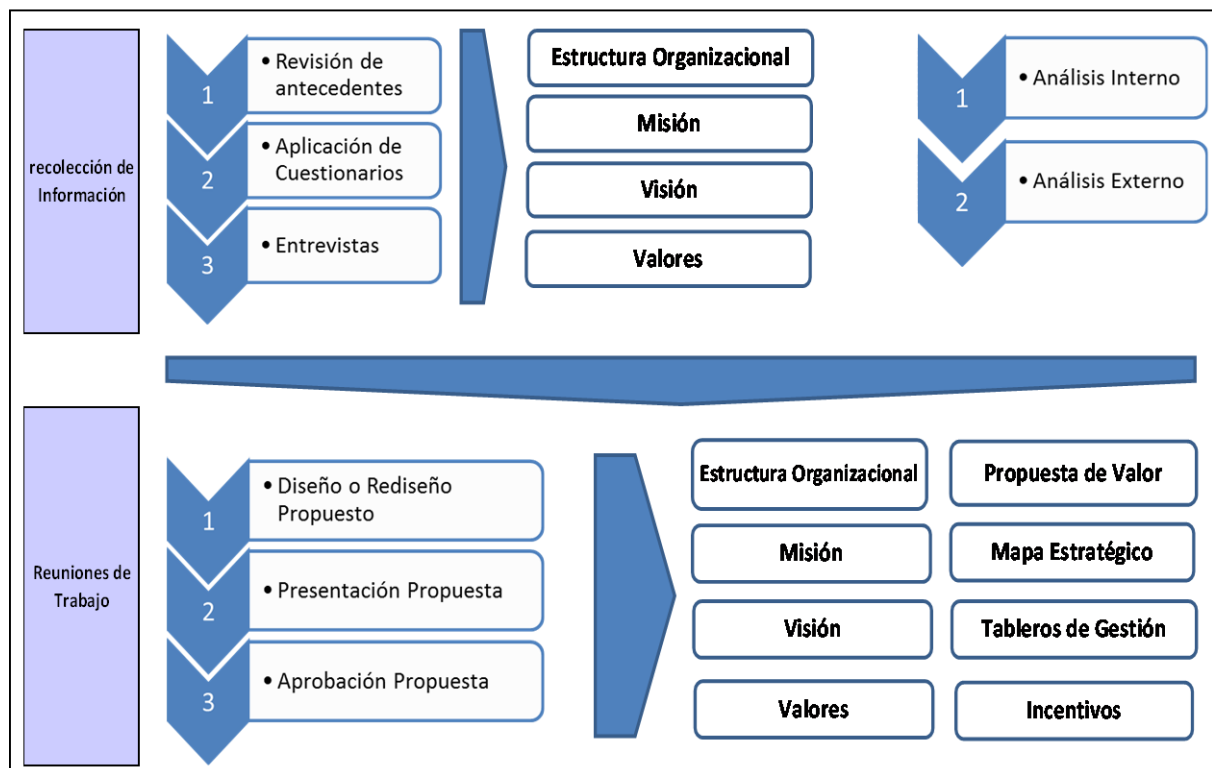 recolección de
Información
1
• Revisión de
antecedentes
2
• Aplicación de
Cuestionarios
3
• Entrevistas
Estructura Organizacional
Misión
Visión
Valores
1
• Análisis Interno
2
• Análisis Externo
Reuniones de
Trabajo
1
• Diseño o Rediseño
Propuesto
2
• Presentación Propuesta
3
• Aprobación Propuesta
Estructura Organizacional
Misión
Visión
Valores
Propuesta de Valor
Mapa Estratégico
Tableros de Gestión
Incentivos